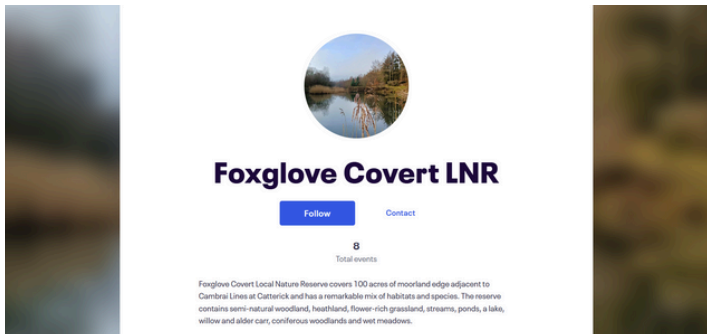 Foxglove Covert LNR
Follow
Contact
8
Total events
Foxglove Covert Local Nature Reserve covers 100 acres of moorland edge adjacent to
Cambrai Lines at Catterick and has a remarkable mix of habitats and species. The reserve
contains semi-natural woodland, heathland, flower-rich grassland, streams, ponds, a lake,
willow and alder carr, coniferous woodlands and wet meadows.